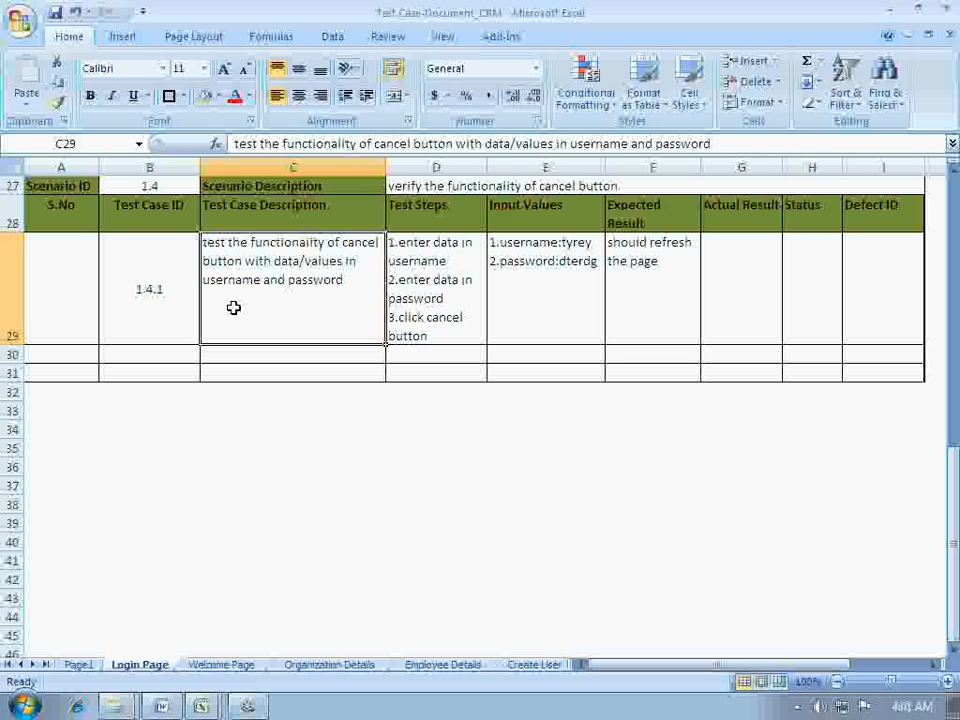 Test Case-Document_CRM - Microsoft Excel
Home Insert Page Layout Formulas Data Review View Add-Ins
Paste Calibri 11 A A General Conditional Formatting Format as Table Cell Styles Insert Delete Format Σ Sort & Filter Find & Select
B I U A $ % ,
Clipboard Font Alignment Number Styles Cells Editing
C29 fx test the functionality of cancel button with data/values in username and password
A B C D E F G H I
27 Scenario ID 1.4 Scenario Description verify the functionality of cancel button
28 S.No Test Case ID Test Case Description Test Steps Input Values Expected Result Actual Result Status Defect ID
29 1.4.1
test the functionality of cancel
button with data/values in
username and password
1.enter data in
username
2.enter data in
password
3.click cancel
button
1.username:tyrey
2.password:dterdg
should refresh
the page
30
31
32
33
34
35
36
37
38
39
40
41
42
43
44
45
46
Page1 Login Page Welcome Page Organization Details Employee Details Create User
Ready 100%